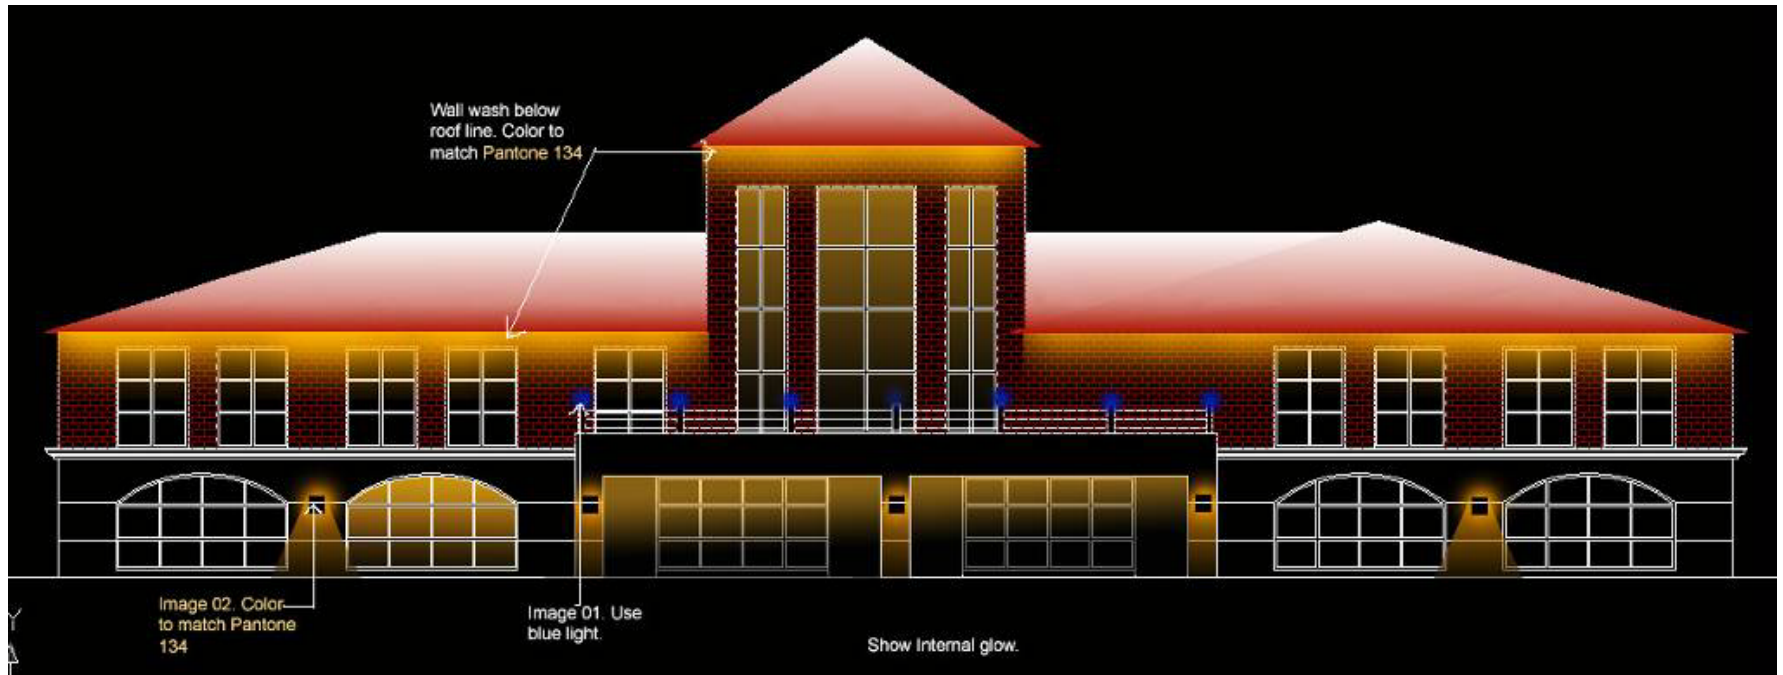 Wall wash below
roof line. Color to
match Pantone 134
Image 02. Color
to match Pantone
134
Image 01. Use
blue light.
Show Internal glow.
Y